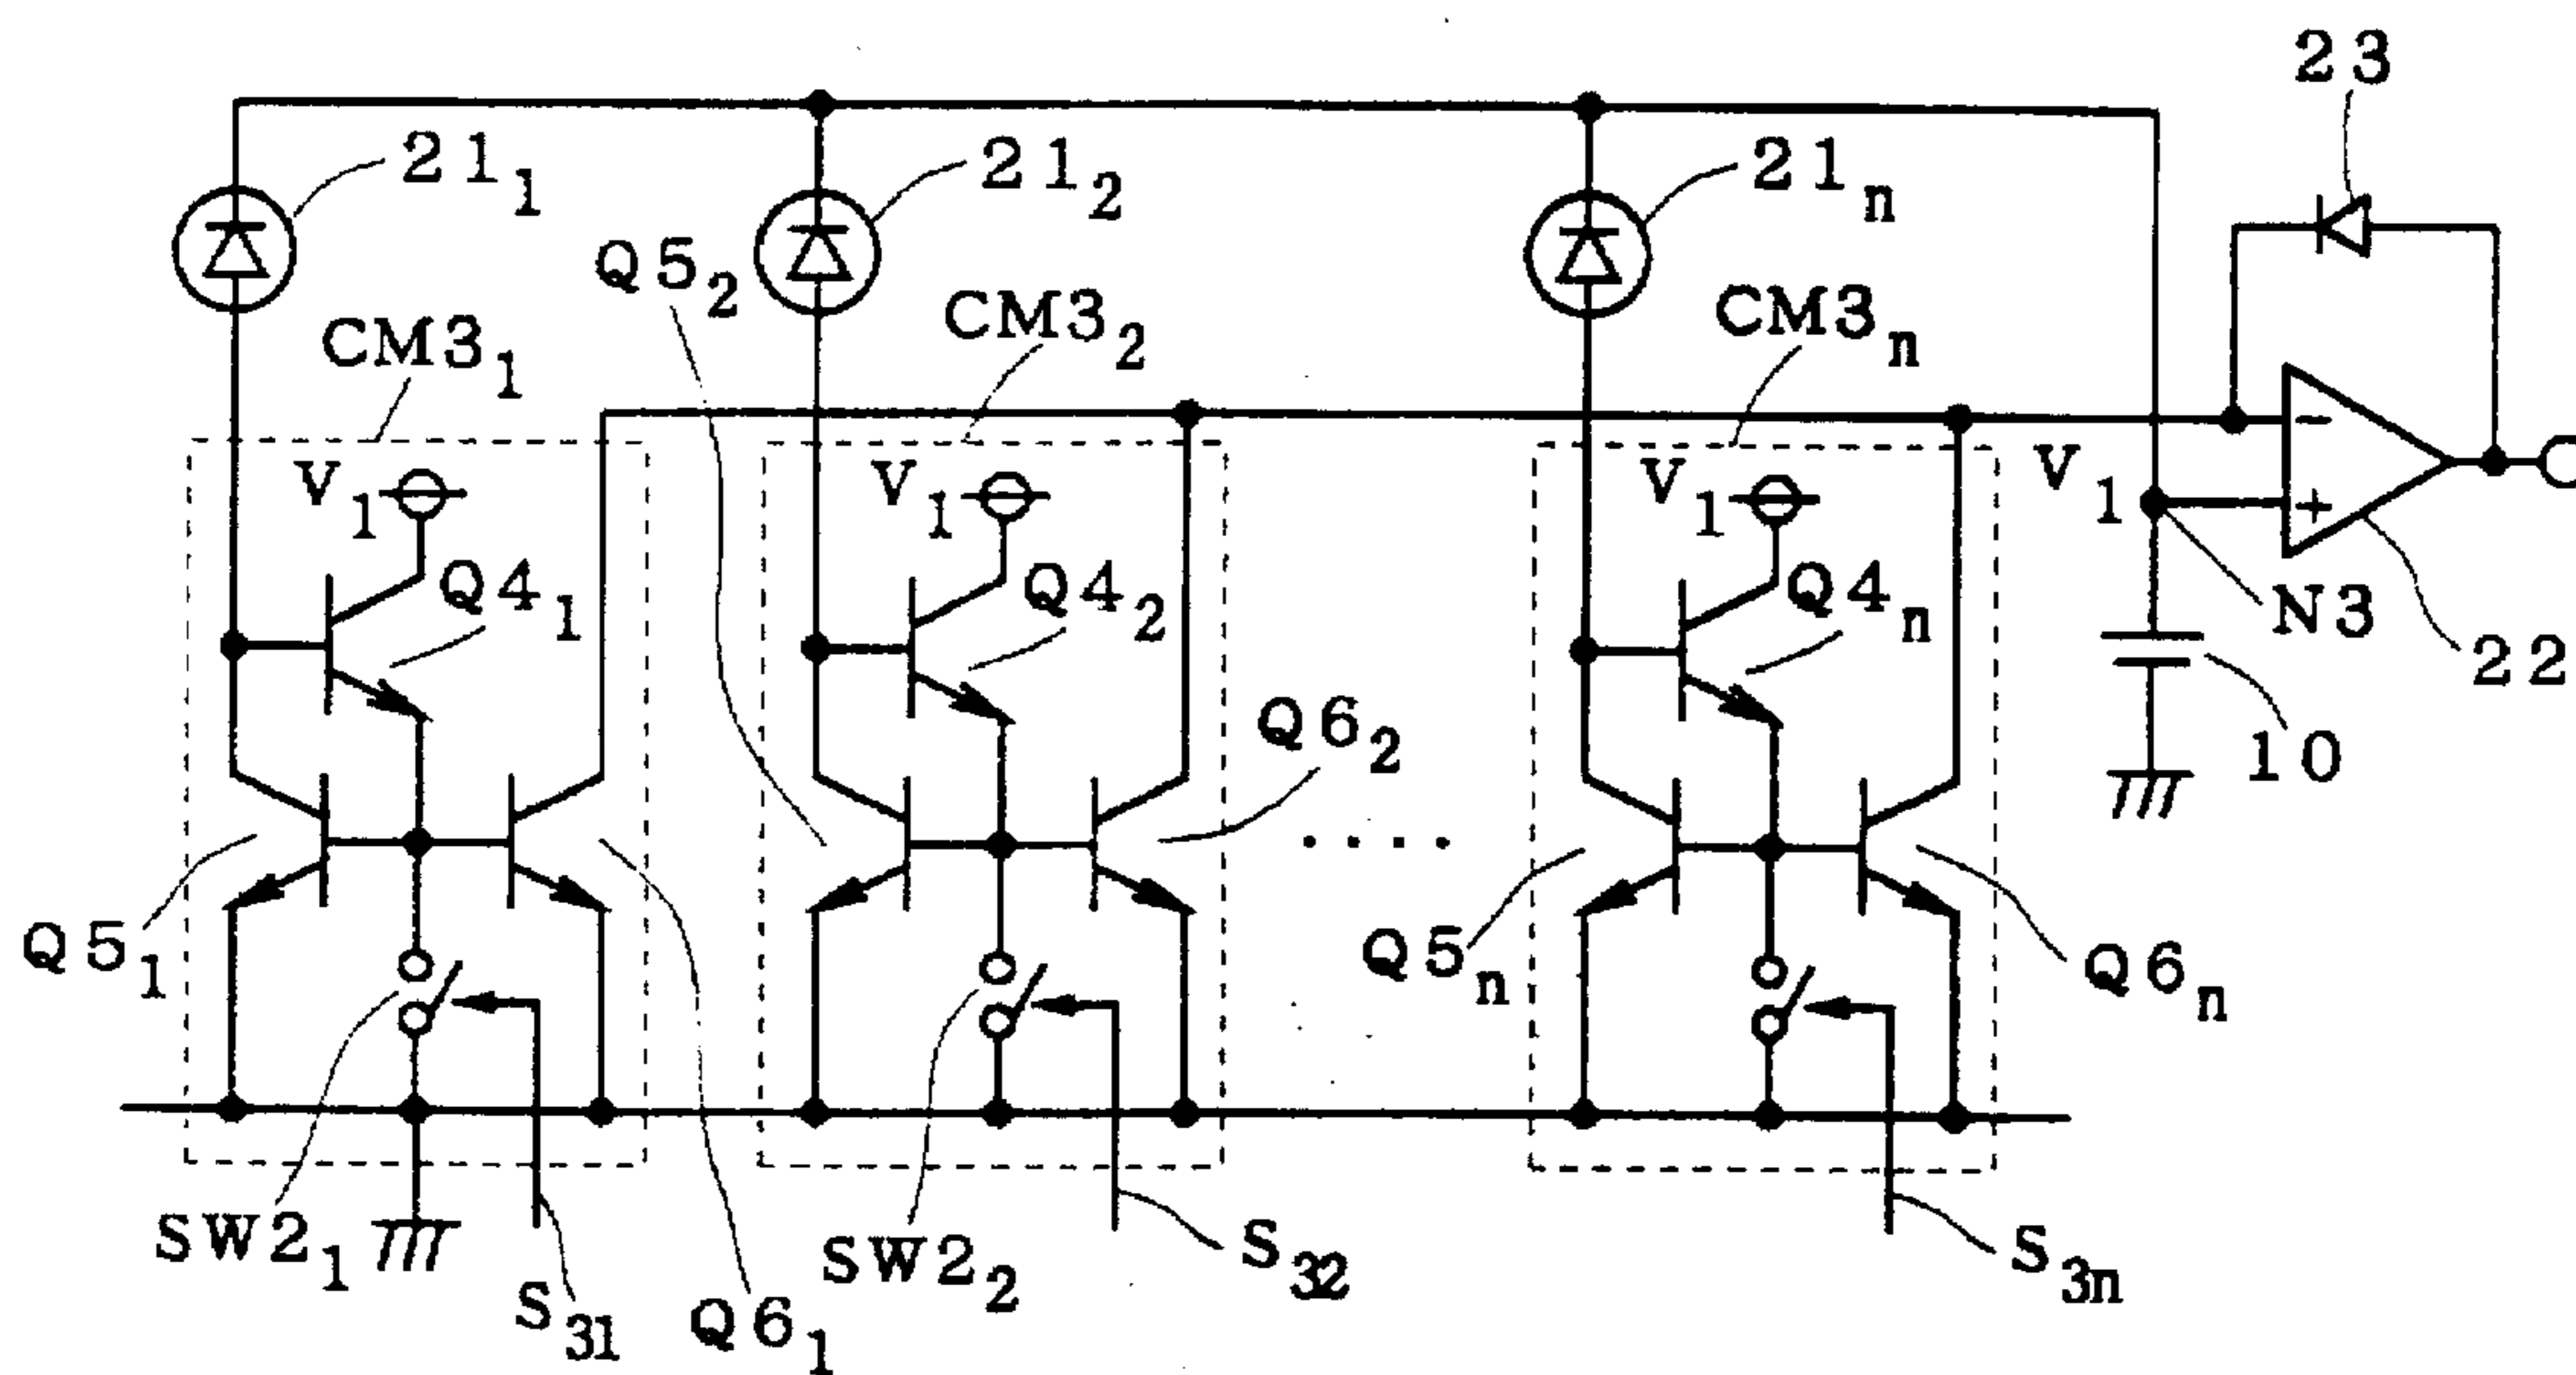 23
21₁
21₂
21ₙ
Q5₂
CM3₁
CM3₂
CM3ₙ
V₁
V₁
V₁
V₁
−
+
Q4₁
Q4₂
Q4ₙ
N3
22
10
Q6₂
Q5₁
Q5ₙ
Q6ₙ
SW2₁
SW2₂
S₃₁
S₃₂
S₃ₙ
Q6₁